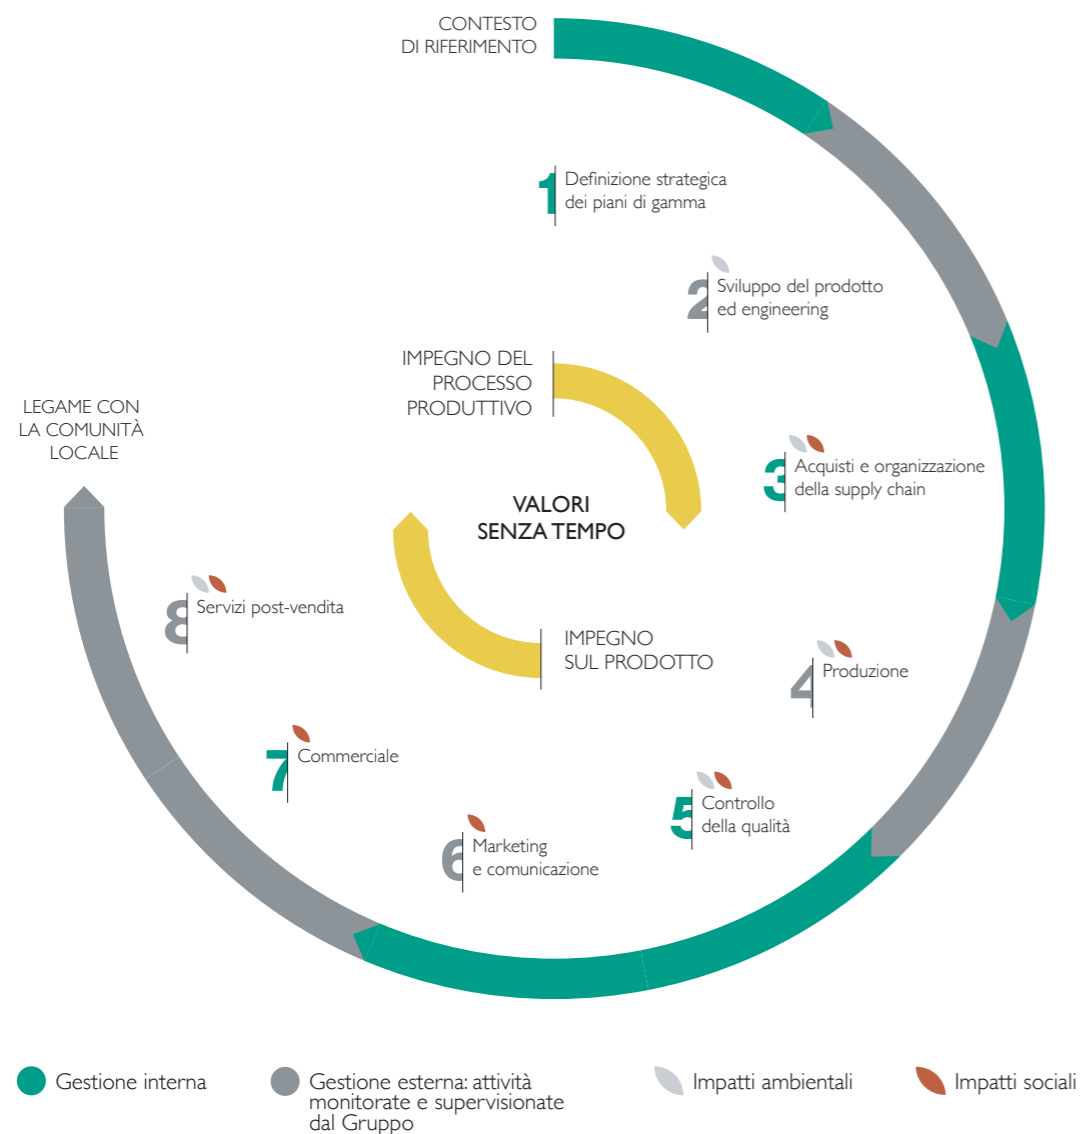 CONTESTO
DI RIFERIMENTO
1
Definizione strategica
dei piani di gamma
2
Sviluppo del prodotto
ed engineering
IMPEGNO DEL
PROCESSO
PRODUTTIVO
LEGAME CON
LA COMUNITÀ
LOCALE
3
Acquisti e organizzazione
della supply chain
VALORI
SENZA TEMPO
8
Servizi post-vendita
IMPEGNO
SUL PRODOTTO
4
Produzione
7
Commerciale
5
Controllo
della qualità
6
Marketing
e comunicazione
Gestione interna
Gestione esterna: attività
monitorate e supervisionate
dal Gruppo
Impatti ambientali
Impatti sociali